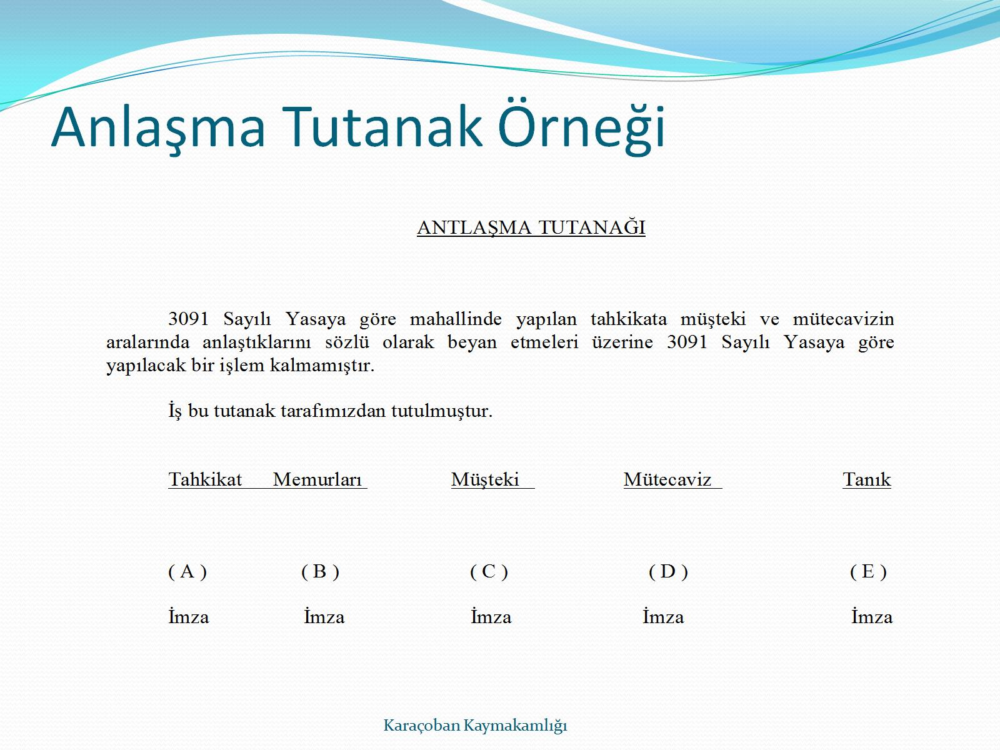 Anlaşma Tutanak Örneği
ANTLAŞMA TUTANAĞI
3091 Sayılı Yasaya göre mahallinde yapılan tahkikata müşteki ve mütecavizin
aralarında anlaştıklarını sözlü olarak beyan etmeleri üzerine 3091 Sayılı Yasaya göre
yapılacak bir işlem kalmamıştır.
İş bu tutanak tarafımızdan tutulmuştur.
Tahkikat Memurları Müşteki Mütecaviz Tanık
( A ) ( B ) ( C ) ( D ) ( E )
İmza İmza İmza İmza İmza
Karaçoban Kaymakamlığı